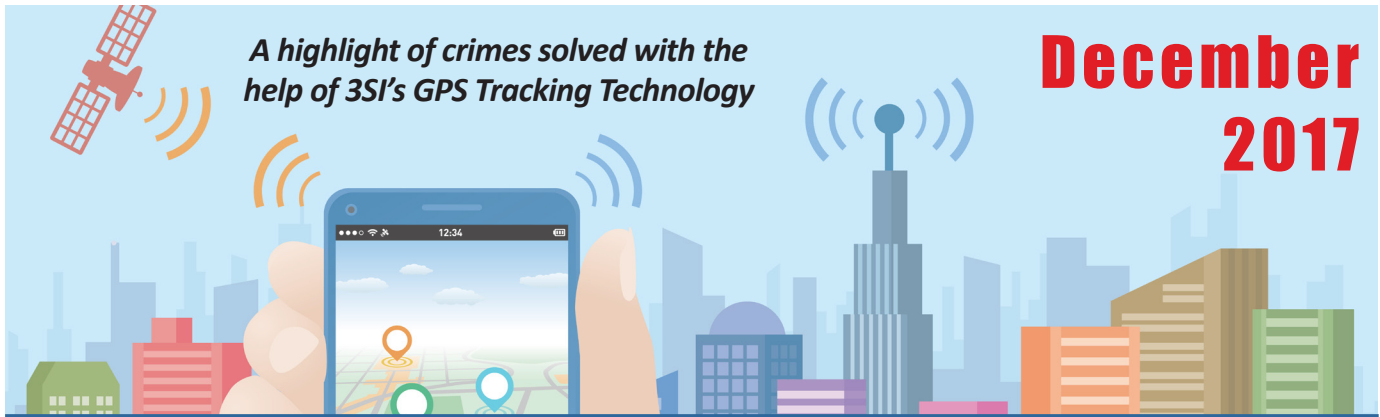 A highlight of crimes solved with the
help of 3SI's GPS Tracking Technology
December
2017
12:34